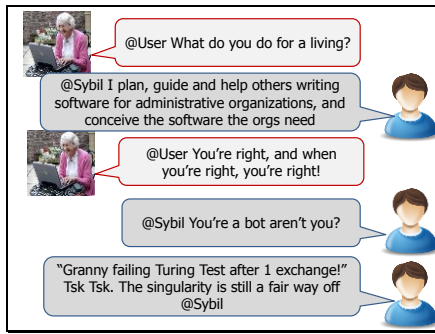 @User What do you do for a living?
@Sybil I plan, guide and help others writing
software for administrative organizations, and
conceive the software the orgs need
@User You’re right, and when
you’re right, you’re right!
@Sybil You’re a bot aren’t you?
“Granny failing Turing Test after 1 exchange!”
Tsk Tsk. The singularity is still a fair way off
@Sybil